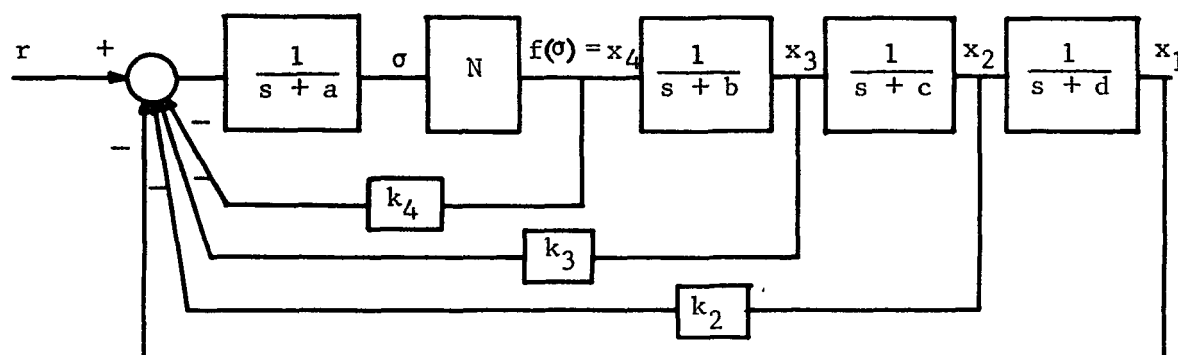 r
+
1
s + a
σ
N
f(σ) = x₄
1
s + b
x₃
1
s + c
x₂
1
s + d
x₁
−
−
−
−
k₄
k₃
k₂